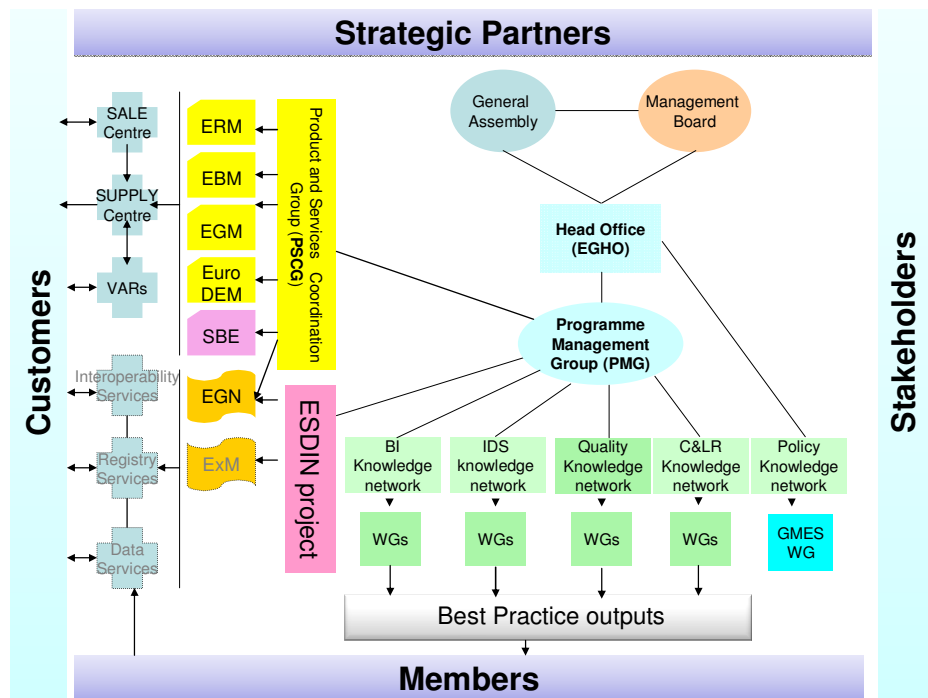 Strategic Partners
Customers
Stakeholders
SALE
Centre
SUPPLY
Centre
VARs
Interoperability
Services
Registry
Services
Data
Services
ERM
EBM
EGM
Euro
DEM
SBE
EGN
ExM
Product and Services Coordination
Group (PSCG)
ESDIN project
General
Assembly
Management
Board
Head Office
(EGHO)
Programme
Management
Group (PMG)
BI
Knowledge
network
IDS
knowledge
network
Quality
Knowledge
network
C&LR
Knowledge
network
Policy
Knowledge
network
WGs
WGs
WGs
WGs
GMES
WG
Best Practice outputs
Members